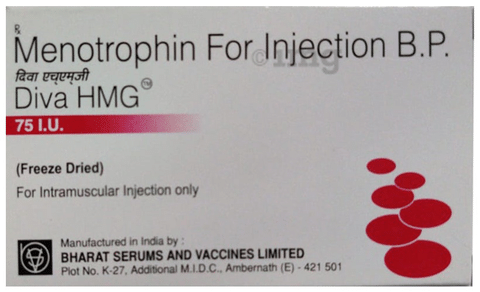 ℞
Menotrophin For Injection B.P.
दिवा एचएमजी
Diva HMG™
75 I.U.
(Freeze Dried)
For Intramuscular Injection only
Manufactured in India by :
BHARAT SERUMS AND VACCINES LIMITED
Plot No. K-27, Additional M.I.D.C., Ambernath (E) - 421 501